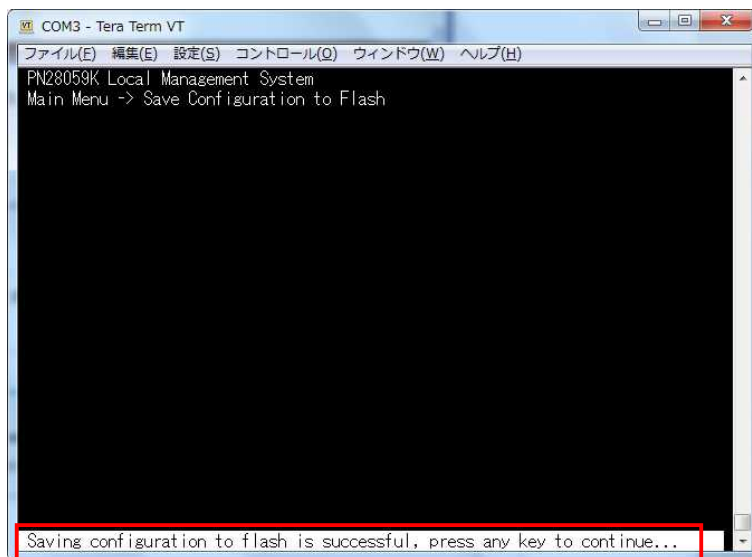 COM3 - Tera Term VT
ファイル(F) 編集(E) 設定(S) コントロール(O) ウィンドウ(W) ヘルプ(H)
PN28059K Local Management System
Main Menu -> Save Configuration to Flash
Saving configuration to flash is successful, press any key to continue...